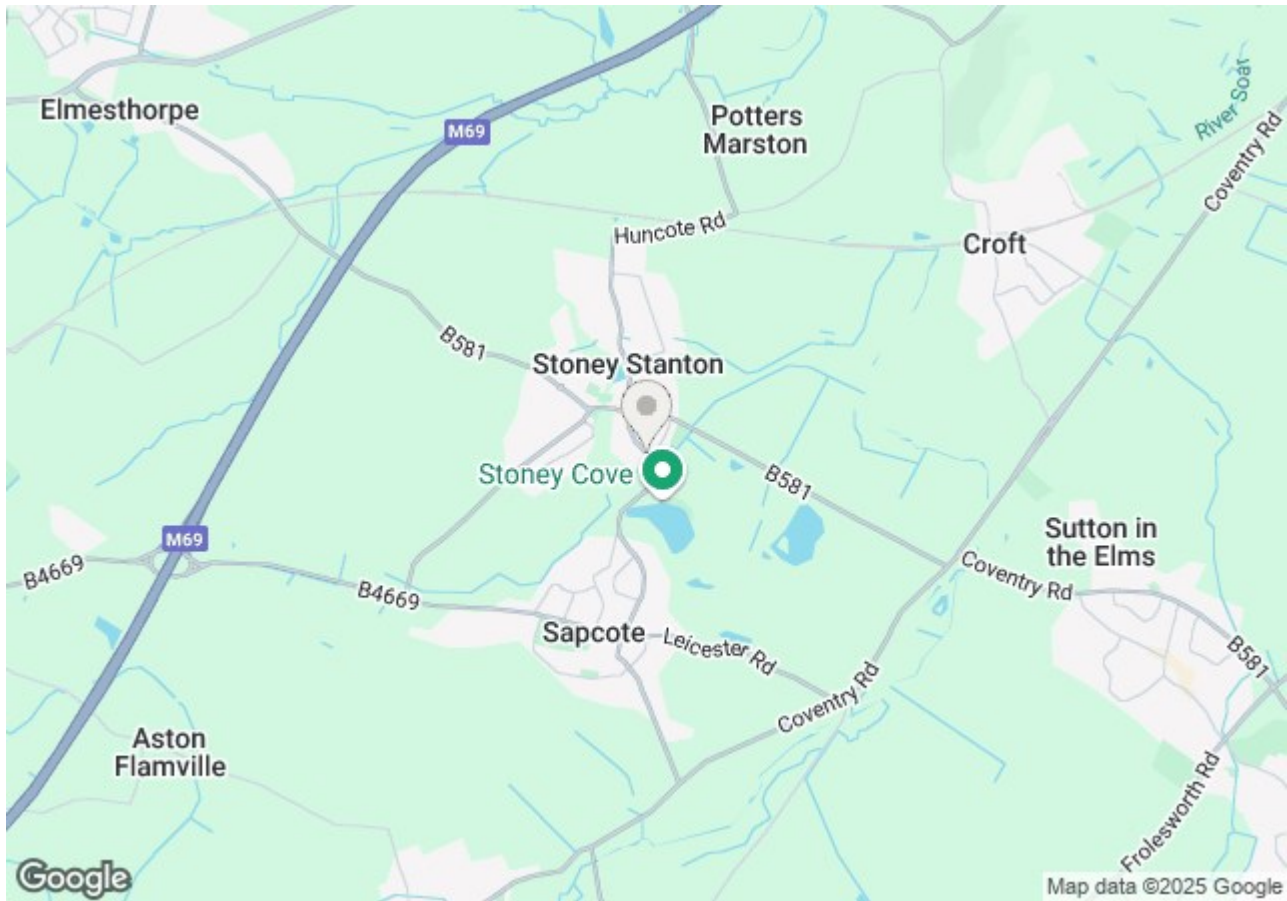 Elmesthorpe
M69
Potters
Marston
River Soar
Coventry Rd
Huncote Rd
Croft
B581
Stoney Stanton
Stoney Cove
B581
M69
B4669
B4669
Sutton in
the Elms
Coventry Rd
B581
Sapcote
Leicester Rd
Coventry Rd
Aston
Flamville
Frolesworth Rd
Google
Map data ©2025 Google